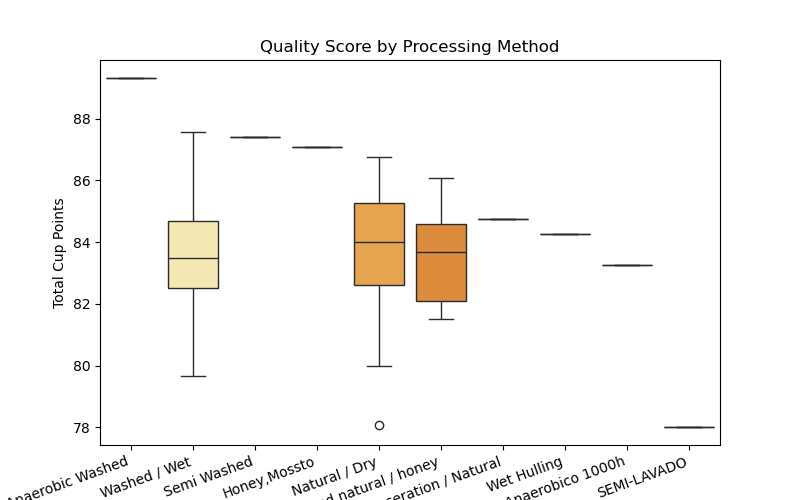 Quality Score by Processing Method
Total Cup Points
88
86
84
82
80
78
Anaerobic Washed
Washed / Wet
Semi Washed
Honey,Mossto
Natural / Dry
natural / honey
/ Natural
Wet Hulling
Anaerobico 1000h
SEMI-LAVADO